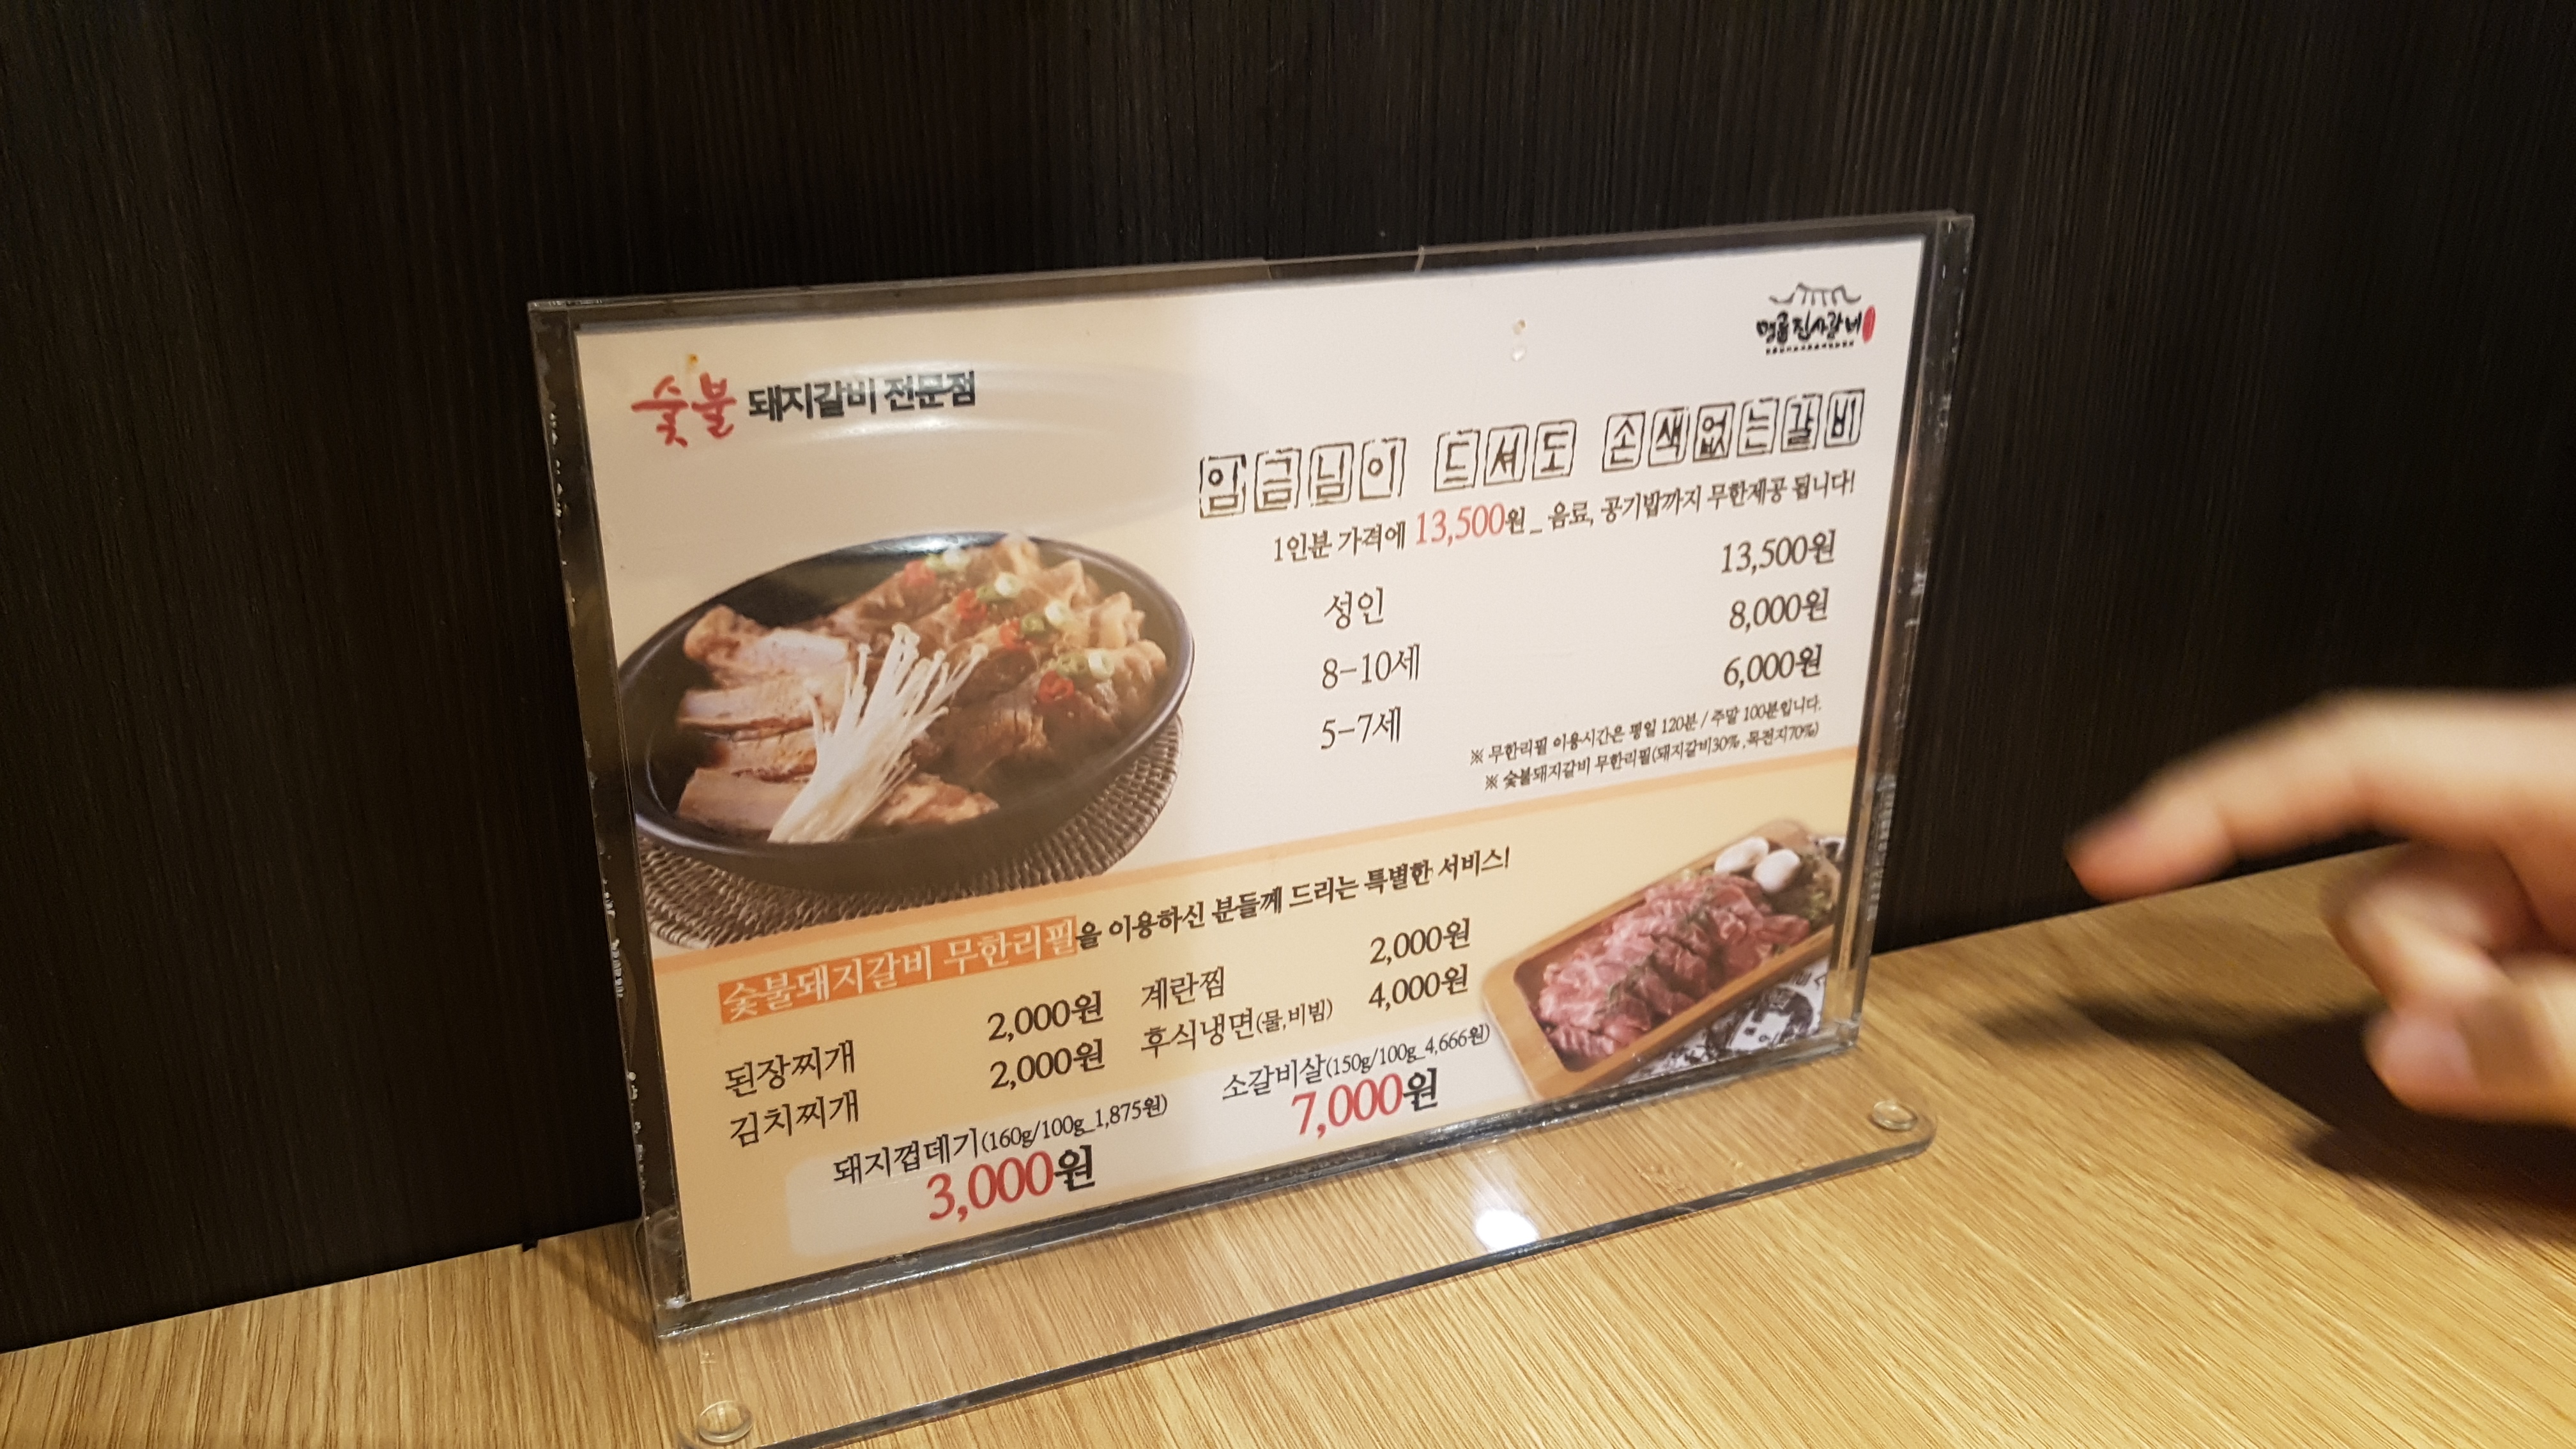 숯불 돼지갈비 전문점
명륜진사갈비
임금님이 드셔도 손색없는갈비
1인분 가격에 13,500원_ 음료, 공기밥까지 무한제공 됩니다!
성인 13,500원
8-10세 8,000원
5-7세 6,000원
※ 무한리필 이용시간은 평일 120분 / 주말 100분입니다.
※ 숯불돼지갈비 무한리필(돼지갈비30%,목전지70%)
숯불돼지갈비 무한리필을 이용하신 분들께 드리는 특별한 서비스!
된장찌개 2,000원 계란찜 2,000원
김치찌개 2,000원 후식냉면(물,비빔) 4,000원
돼지껍데기(160g/100g_1,875원)
3,000원
소갈비살(150g/100g_4,666원)
7,000원